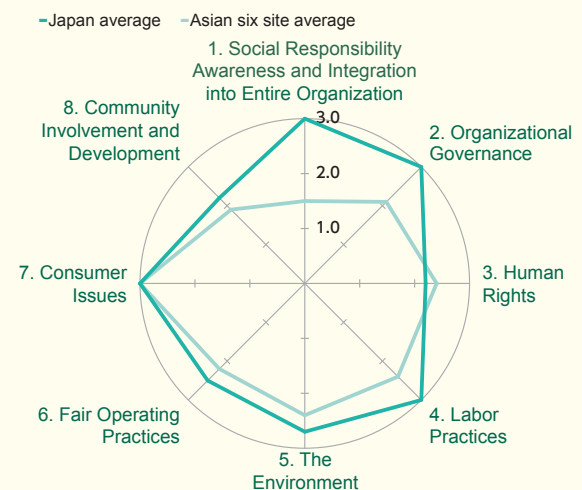 Japan average
Asian six site average
1. Social Responsibility
Awareness and Integration
into Entire Organization
3.0
2.0
1.0
2. Organizational
Governance
3. Human
Rights
4. Labor
Practices
5. The
Environment
6. Fair Operating
Practices
7. Consumer
Issues
8. Community
Involvement and
Development